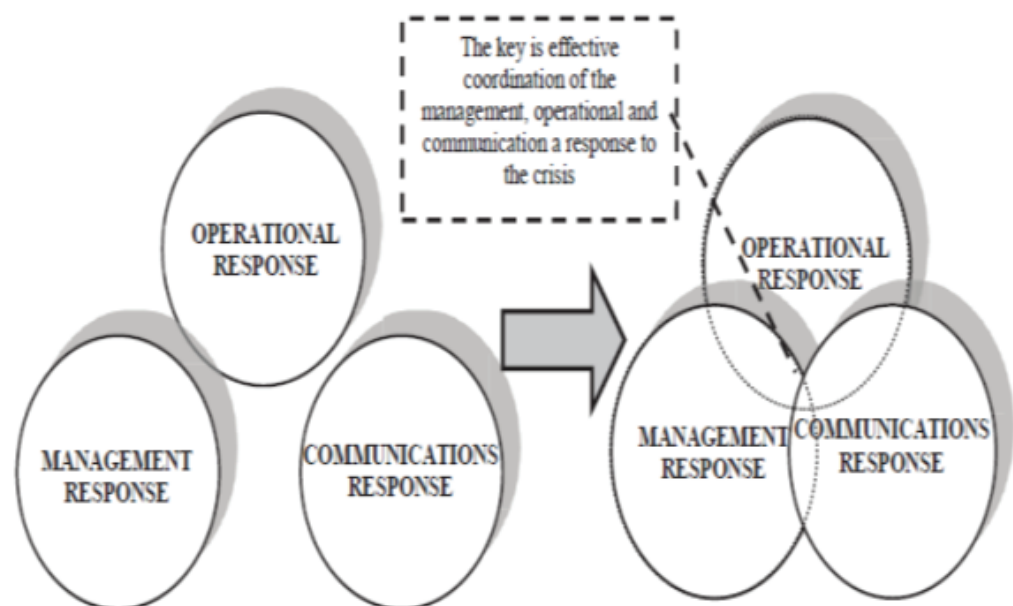 The key is effective
coordination of the
management, operational and
communication a response to
the crisis
OPERATIONAL
RESPONSE
MANAGEMENT
RESPONSE
COMMUNICATIONS
RESPONSE
OPERATIONAL
RESPONSE
MANAGEMENT
RESPONSE
COMMUNICATIONS
RESPONSE